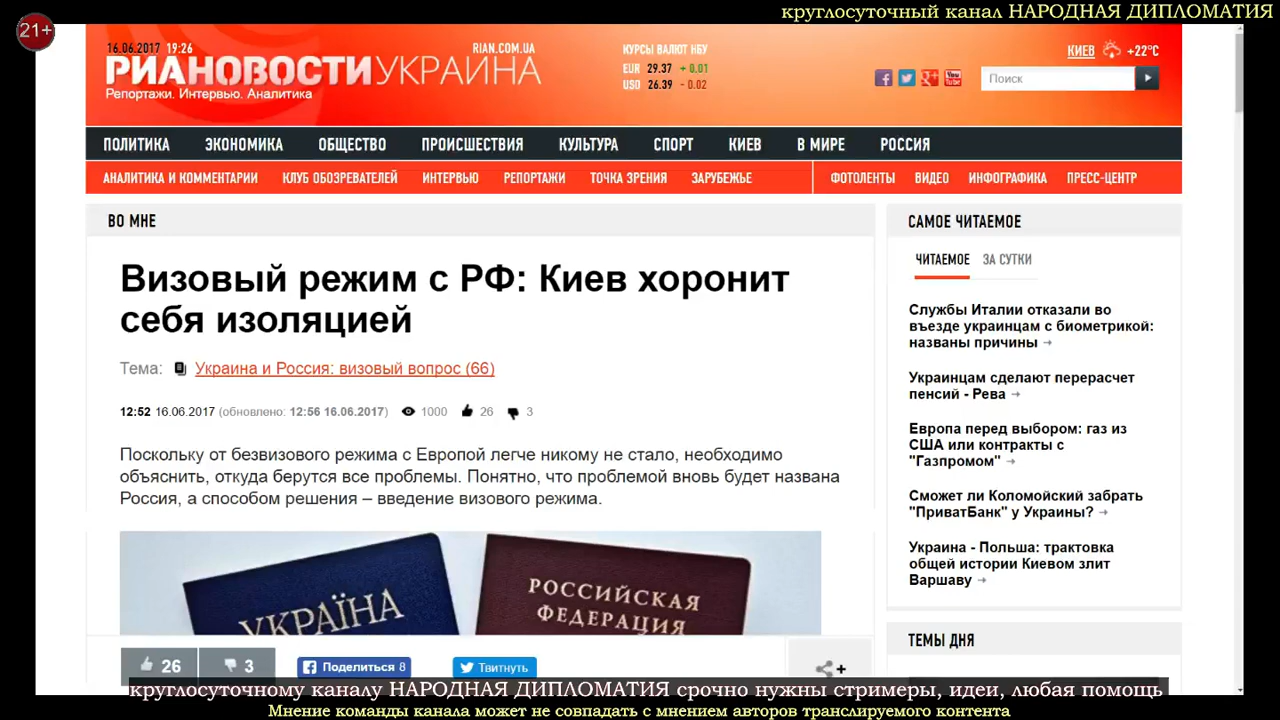 круглосуточный канал НАРОДНАЯ ДИПЛОМАТИЯ
21+
16.06.2017 19:26
RIAN.COM.UA
РИАНОВОСТИУКРАИНА
Репортажи. Интервью. Аналитика
КУРСЫ ВАЛЮТ НБУ
EUR 29.37 + 0.01
USD 26.39 - 0.02
КИЕВ +22°C
Поиск
ПОЛИТИКА ЭКОНОМИКА ОБЩЕСТВО ПРОИСШЕСТВИЯ КУЛЬТУРА СПОРТ КИЕВ В МИРЕ РОССИЯ
АНАЛИТИКА И КОММЕНТАРИИ КЛУБ ОБОЗРЕВАТЕЛЕЙ ИНТЕРВЬЮ РЕПОРТАЖИ ТОЧКА ЗРЕНИЯ ЗАРУБЕЖЬЕ ФОТОЛЕНТЫ ВИДЕО ИНФОГРАФИКА ПРЕСС-ЦЕНТР
ВО МНЕ
Визовый режим с РФ: Киев хоронит
себя изоляцией
Тема: Украина и Россия: визовый вопрос (66)
12:52 16.06.2017 (обновлено: 12:56 16.06.2017) 1000 26 3
Поскольку от безвизового режима с Европой легче никому не стало, необходимо
объяснить, откуда берутся все проблемы. Понятно, что проблемой вновь будет названа
Россия, а способом решения – введение визового режима.
УКРАЇНА
РОССИЙСКАЯ
ФЕДЕРАЦИЯ
26 3 Поделиться 8 Твитнуть
САМОЕ ЧИТАЕМОЕ
ЧИТАЕМОЕ ЗА СУТКИ
Службы Италии отказали во
въезде украинцам с биометрикой:
названы причины →
Украинцам сделают перерасчет
пенсий - Рева →
Европа перед выбором: газ из
США или контракты с
"Газпромом" →
Сможет ли Коломойский забрать
"ПриватБанк" у Украины? →
Украина - Польша: трактовка
общей истории Киевом злит
Варшаву →
ТЕМЫ ДНЯ
круглосуточному каналу НАРОДНАЯ ДИПЛОМАТИЯ срочно нужны стримеры, идеи, любая помощь
Мнение команды канала может не совпадать с мнением авторов транслируемого контента